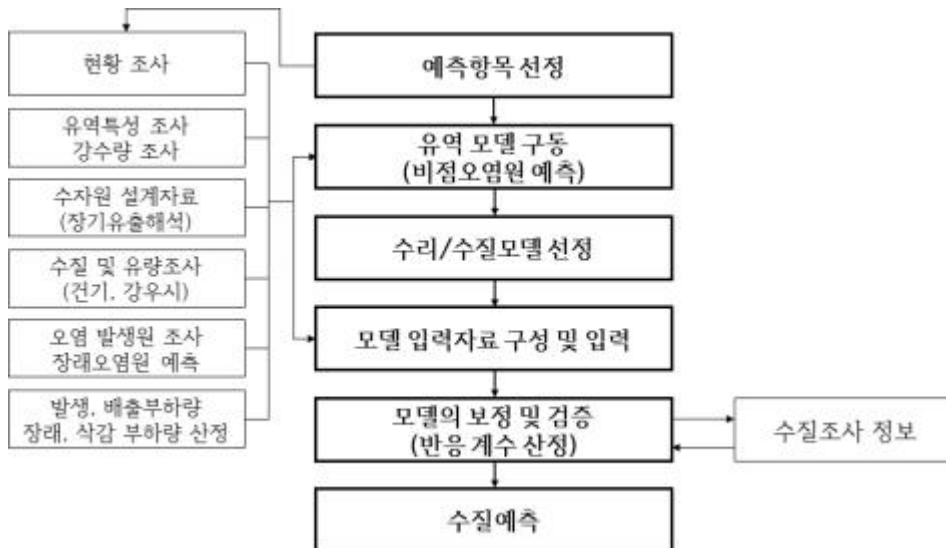 현황 조사
유역특성 조사
강수량 조사
수자원 설계자료
(장기유출해석)
수질 및 유량조사
(건기, 강우시)
오염 발생원 조사
장래오염원 예측
발생, 배출부하량
장래, 삭감 부하량 산정
예측항목 선정
유역 모델 구동
(비점오염원 예측)
수리/수질모델 선정
모델 입력자료 구성 및 입력
모델의 보정 및 검증
(반응 계수 산정)
수질예측
수질조사 정보